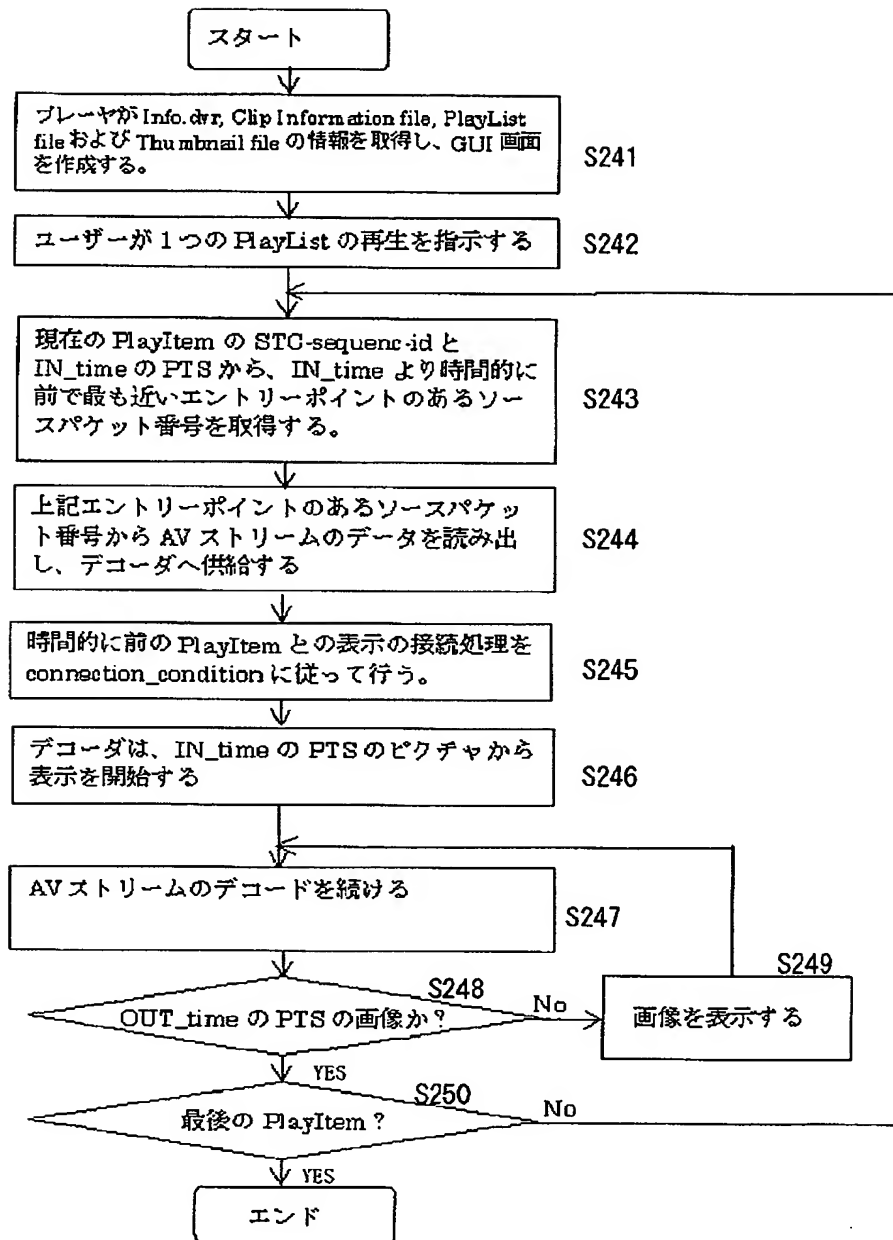 スタート
プレーヤが Info.dvr, Clip Information file, PlayList
file および Thumbnail file の情報を取得し、GUI 画面
を作成する。
S241
ユーザーが１つの PlayList の再生を指示する
S242
現在の PlayItem の STC-sequenc-id と
IN_time の PTS から、IN_time より時間的に
前で最も近いエントリーポイントのあるソー
スパケット番号を取得する。
S243
上記エントリーポイントのあるソースパケッ
ト番号から AV ストリームのデータを読み出
し、デコーダへ供給する
S244
時間的に前の PlayItem との表示の接続処理を
connection_condition に従って行う。
S245
デコーダは、IN_time の PTS のピクチャから
表示を開始する
S246
AV ストリームのデコードを続ける
S247
S248
OUT_time の PTS の画像か？
No
S249
画像を表示する
YES
S250
最後の PlayItem？
No
YES
エンド